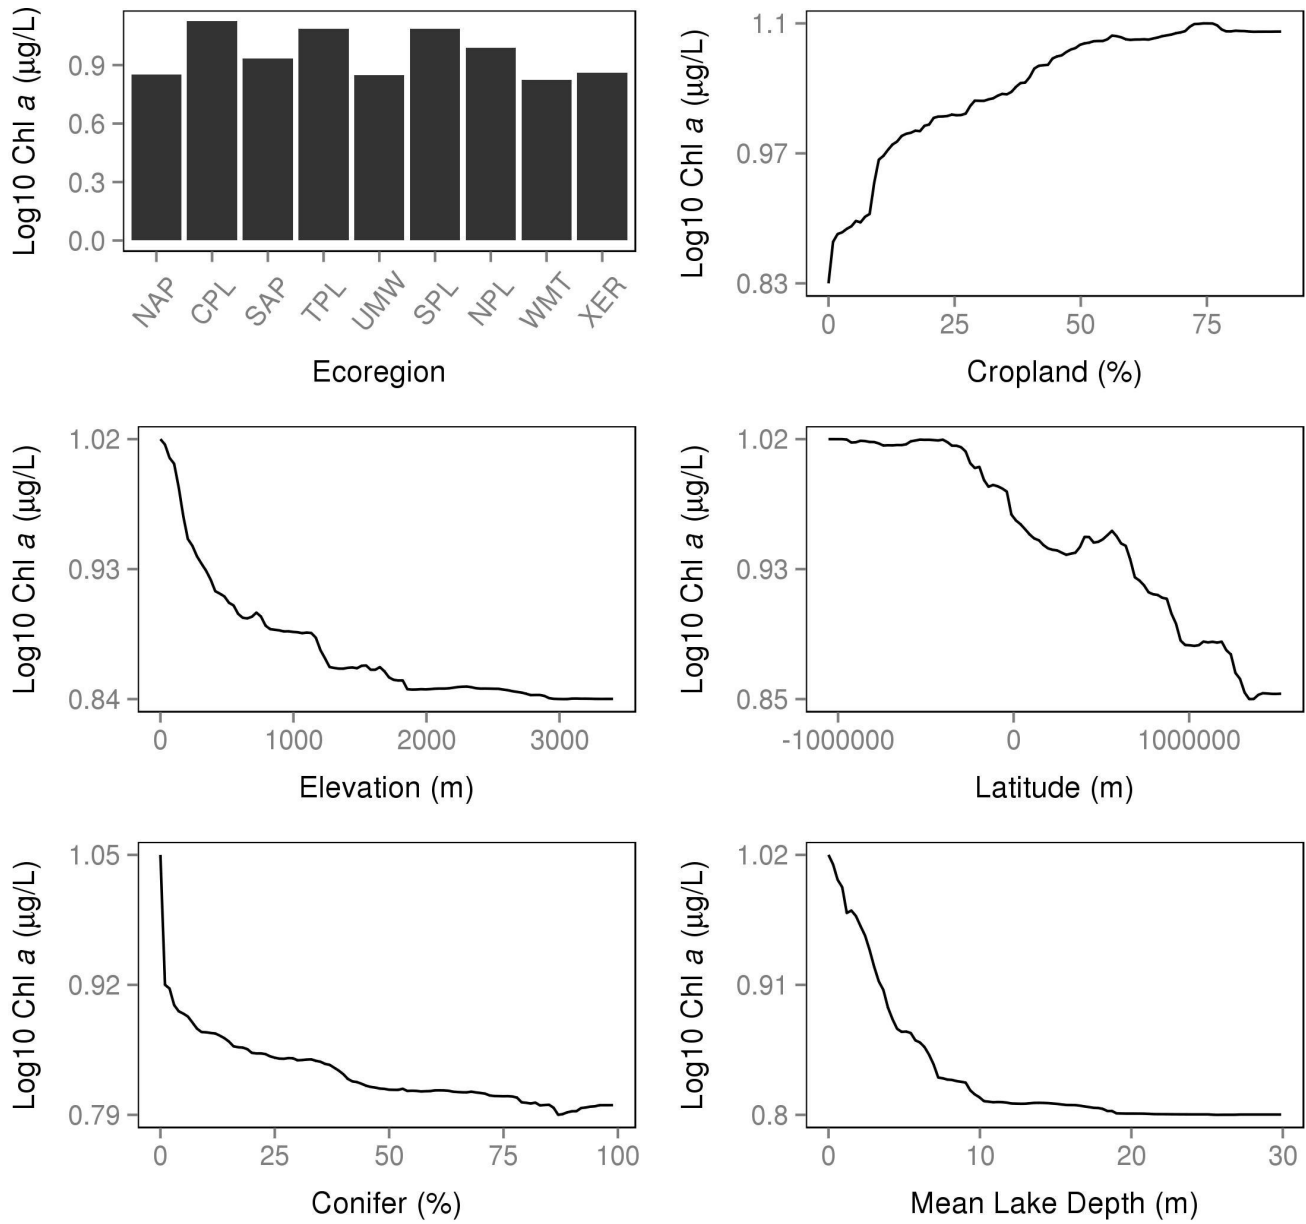 Log10 Chl a (µg/L)
0.9
0.6
0.3
0.0
NAP CPL SAP TPL UMW SPL NPL WMT XER
Ecoregion
Log10 Chl a (µg/L)
1.1
0.97
0.83
0 25 50 75
Cropland (%)
Log10 Chl a (µg/L)
1.02
0.93
0.84
0 1000 2000 3000
Elevation (m)
Log10 Chl a (µg/L)
1.02
0.93
0.85
-1000000 0 1000000
Latitude (m)
Log10 Chl a (µg/L)
1.05
0.92
0.79
0 25 50 75 100
Conifer (%)
Log10 Chl a (µg/L)
1.02
0.91
0.8
0 10 20 30
Mean Lake Depth (m)